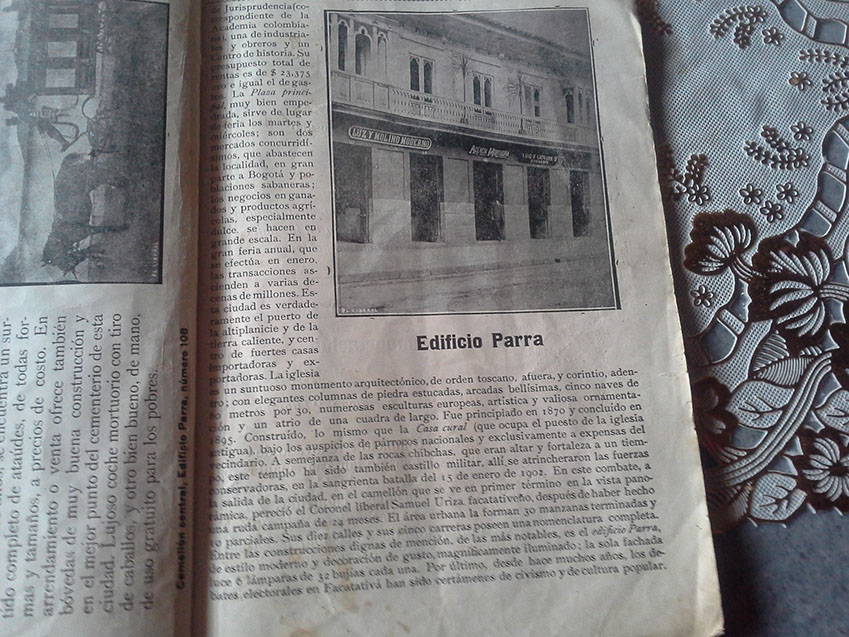 se encuentra un sur-
tido completo de ataúdes, de todas for-
mas y tamaños, a precios de costo. En
arrendamiento o venta ofrece también
bóvedas de muy buena construcción y
en el mejor punto del cementerio de esta
ciudad. Lujoso coche mortuorio con tiro
de caballos, y otro bien bueno, de mano,
de uso gratuito para los pobres.
Camellón central, Edificio Parra, número 108
Jurisprudencia (co-
rrespondiente de la
Academia colombia-
na), una de industria-
les y obreros y un
Centro de historia. Su
presupuesto total de
rentas es de $ 23,375
oro e igual el de gas-
tos. La Plaza princi-
pal, muy bien empe-
drada, sirve de lugar
de feria los martes y
miércoles; son dos
mercados concurridí-
simos, que abastecen
la localidad, en gran
parte a Bogotá y po-
blaciones sabaneras;
los negocios en gana-
dos y productos agrí-
colas, especialmente
dulce, se hacen en
grande escala. En la
gran feria anual, que
se efectúa en enero,
las transacciones as-
cienden a varias de-
cenas de millones. Es-
ta ciudad es verdade-
ramente el puerto de
la altiplanicie y de la
tierra caliente, y cen-
tro de fuertes casas
importadoras y ex-
portadoras. La iglesia
LUZ Y MOLINO MODERNO
Edificio Parra
es un suntuoso monumento arquitectónico, de orden toscano, afuera, y corintio, aden-
tro; con elegantes columnas de piedra estucadas, arcadas bellísimas, cinco naves de
metros por 30, numerosas esculturas europeas, artística y valiosa ornamenta-
ción y un atrio de una cuadra de largo. Fue principiado en 1870 y concluído en
1895. Construído, lo mismo que la Casa cural (que ocupa el puesto de la iglesia
antigua), bajo los auspicios de párrocos nacionales y exclusivamente a expensas del
vecindario. A semejanza de las rocas chibchas, que eran altar y fortaleza a un tiem-
po, este templo ha sido también castillo militar, allí se atrincheraron las fuerzas
conservadoras, en la sangrienta batalla del 15 de enero de 1902. En este combate, a
la salida de la ciudad, en el camellón que se ve en primer término en la vista pano-
rámica, pereció el Coronel liberal Samuel Uriza facatativeño, después de haber hecho
una ruda campaña de 24 meses. El área urbana la forman 30 manzanas terminadas y
10 parciales. Sus diez calles y sus cinco carreras poseen una nomenclatura completa.
Entre las construcciones dignas de mención, de las más notables, es el edificio Parra,
de estilo moderno y decoración de gusto, magníficamente iluminado; la sola fachada
luce 6 lámparas de 32 bujías cada una. Por último, desde hace muchos años, los de-
bates electorales en Facatativá han sido certámenes de civismo y de cultura popular.